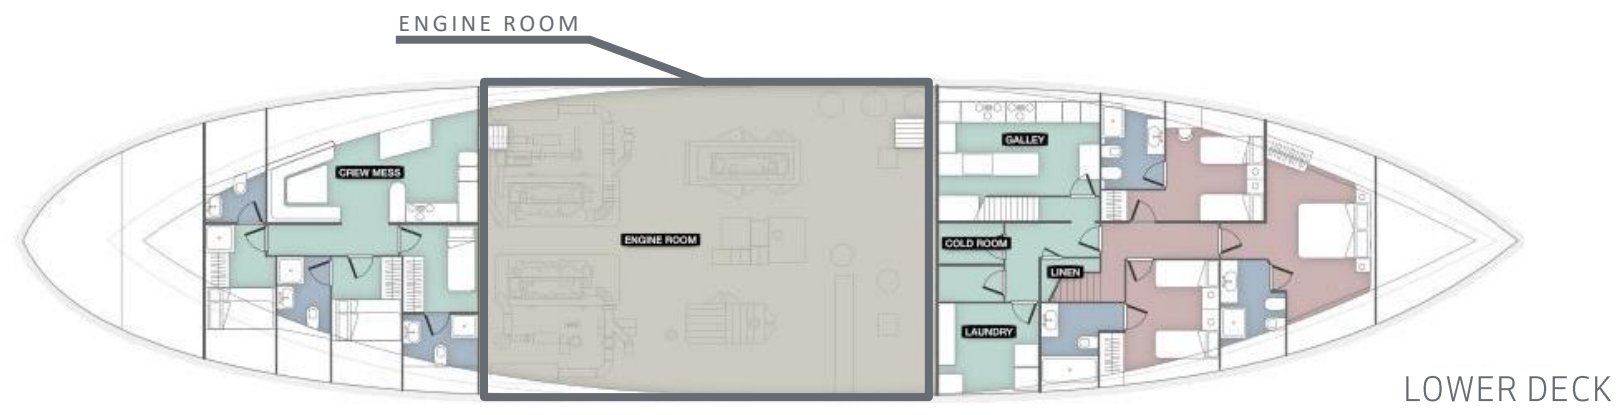 ENGINE ROOM
GALLEY
CREW MESS
ENGINE ROOM
COLD ROOM
LINEN
LAUNDRY
LOWER DECK